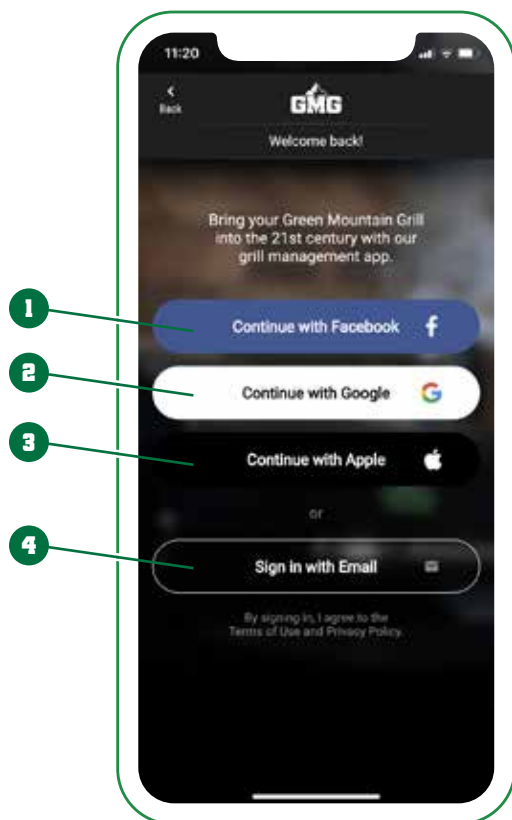 11:20
Back
GMG
Welcome back!
Bring your Green Mountain Grill
into the 21st century with our
grill management app.
1
Continue with Facebook
2
Continue with Google
3
Continue with Apple
or
4
Sign in with Email
By signing in, I agree to the
Terms of Use and Privacy Policy.